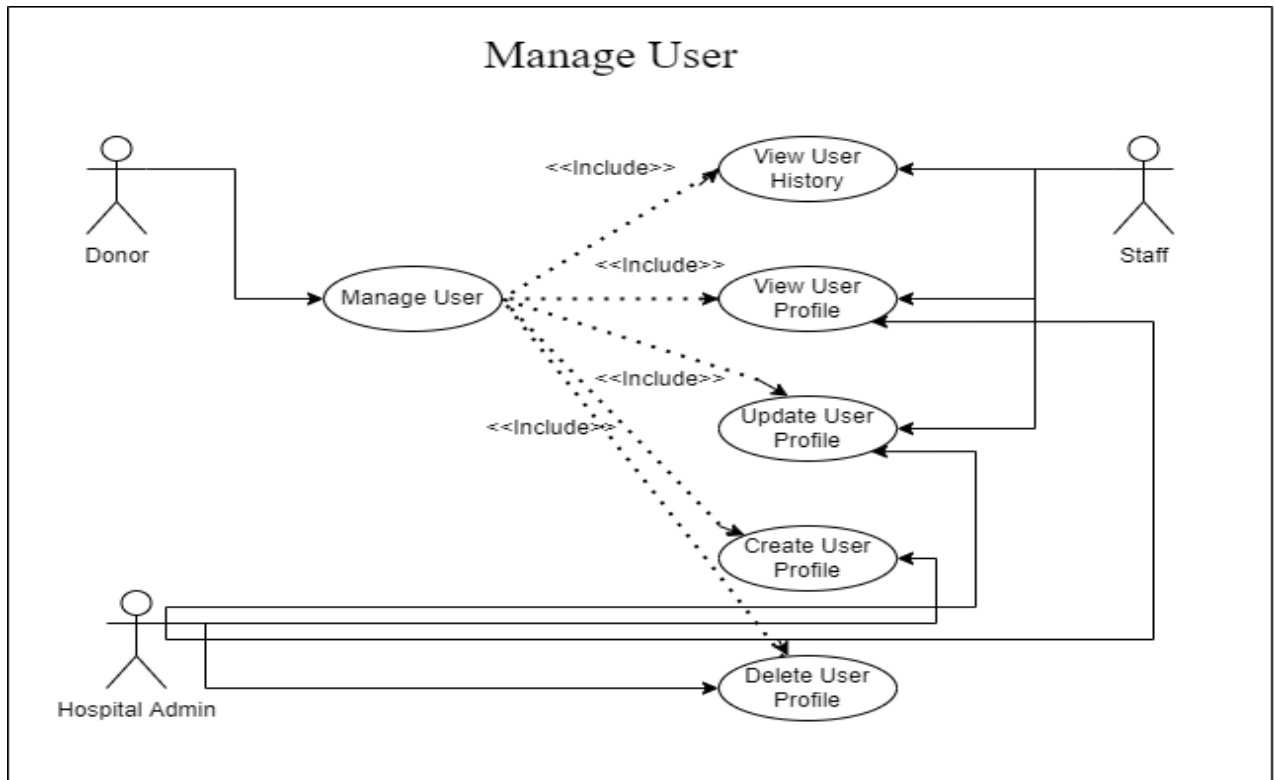 Manage User
<<Include>>
View User
History
Donor
Staff
<<Include>>
Manage User
View User
Profile
<<Include>>
Update User
Profile
<<Include>>
Create User
Profile
Hospital Admin
Delete User
Profile